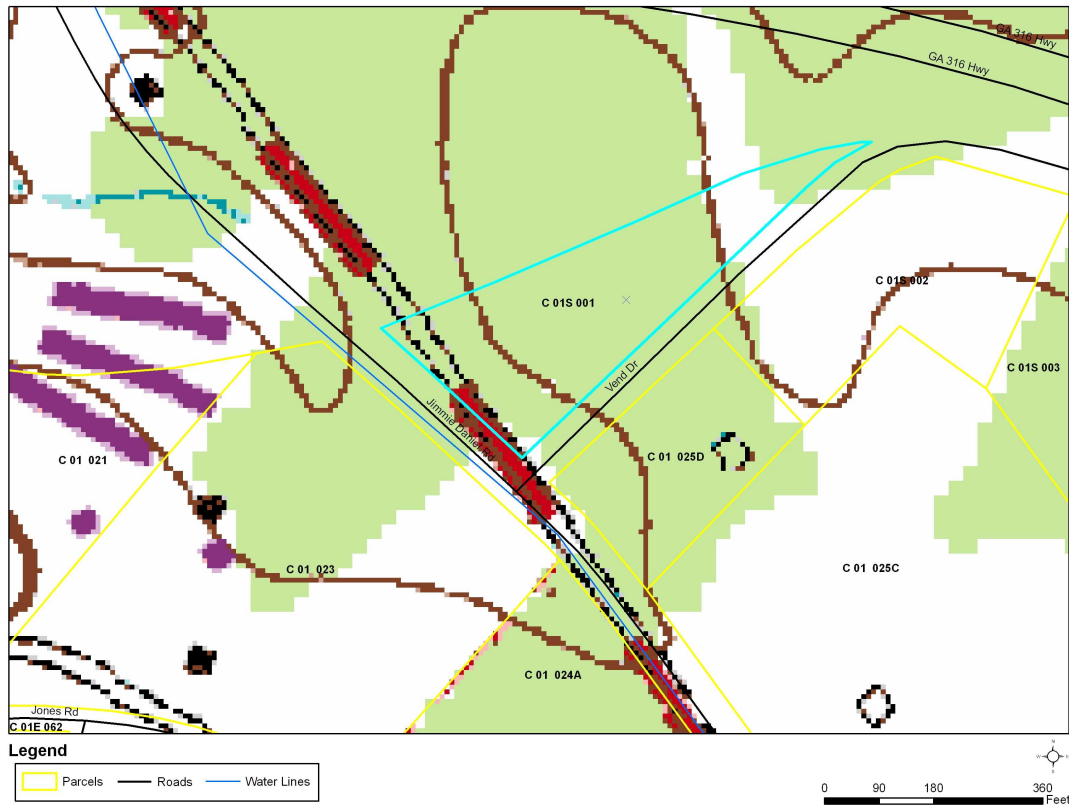 GA 316 Hwy
GA 316 Hwy
C 01S 002
C 01S 001
C 01S 003
Vend Dr
Jimmie Daniel Rd
C 01 021
C 01 025D
C 01 023
C 01 025C
C 01 024A
Jones Rd
C 01E 062
Legend
Parcels Roads Water Lines
N
W E
S
0 90 180 360
Feet